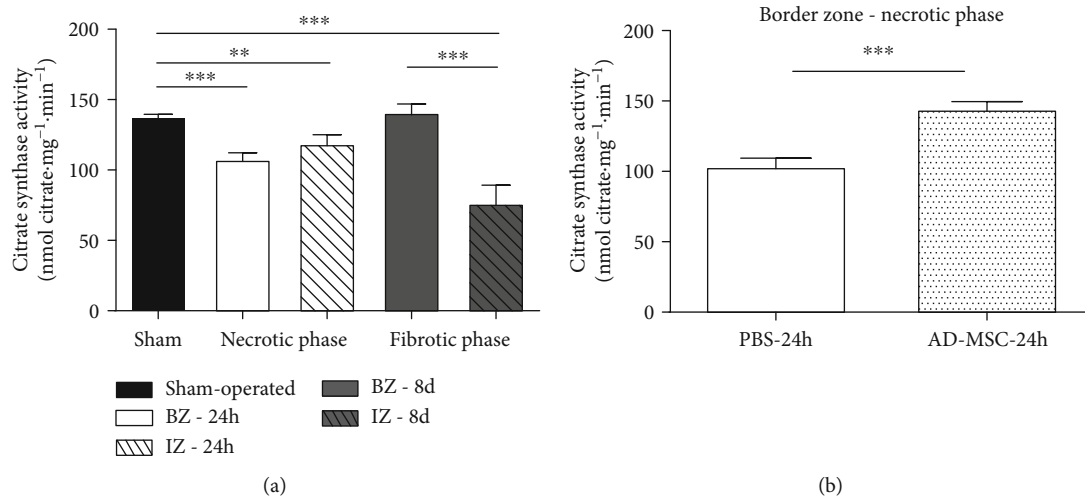 Citrate synthase activity
(nmol citrate·mg⁻¹·min⁻¹)
200
150
100
50
0
***
**
***
***
Sham
Necrotic phase
Fibrotic phase
Sham-operated
BZ - 24h
IZ - 24h
BZ - 8d
IZ - 8d
(a)
Border zone - necrotic phase
Citrate synthase activity
(nmol citrate·mg⁻¹·min⁻¹)
200
150
100
50
0
***
PBS-24h
AD-MSC-24h
(b)